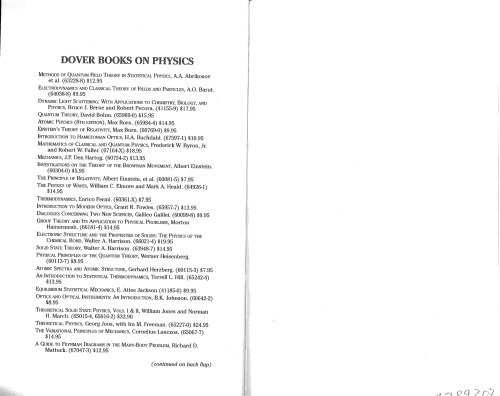 DOVER BOOKS ON PHYSICS
METHODS OF QUANTUM FIELD THEORY IN STATISTICAL PHYSICS, A.A. Abrikosov
et al. (63228-8) $12.95
ELECTRODYNAMICS AND CLASSICAL THEORY OF FIELDS AND PARTICLES, A.O. Barut.
(64038-8) $9.95
DYNAMIC LIGHT SCATTERING: WITH APPLICATIONS TO CHEMISTRY, BIOLOGY, AND
PHYSICS, Bruce J. Berne and Robert Pecora. (41155-9) $17.95
QUANTUM THEORY, David Bohm. (65969-0) $15.95
ATOMIC PHYSICS (8TH EDITION), Max Born. (65984-4) $14.95
EINSTEIN'S THEORY OF RELATIVITY, Max Born. (60769-0) $9.95
INTRODUCTION TO HAMILTONIAN OPTICS, H.A. Buchdahl. (67597-1) $10.95
MATHEMATICS OF CLASSICAL AND QUANTUM PHYSICS, Frederick W. Byron, Jr.
and Robert W. Fuller. (67164-X) $18.95
MECHANICS, J.P. Den Hartog. (60754-2) $13.95
INVESTIGATIONS ON THE THEORY OF THE BROWNIAN MOVEMENT, Albert Einstein.
(60304-0) $5.95
THE PRINCIPLE OF RELATIVITY, Albert Einstein, et al. (60081-5) $7.95
THE PHYSICS OF WAVES, William C. Elmore and Mark A. Heald. (64926-1)
$14.95
THERMODYNAMICS, Enrico Fermi. (60361-X) $7.95
INTRODUCTION TO MODERN OPTICS, Grant R. Fowles. (65957-7) $13.95
DIALOGUES CONCERNING TWO NEW SCIENCES, Galileo Galilei. (60099-8) $9.95
GROUP THEORY AND ITS APPLICATION TO PHYSICAL PROBLEMS, Morton
Hamermesh. (66181-4) $14.95
ELECTRONIC STRUCTURE AND THE PROPERTIES OF SOLIDS: THE PHYSICS OF THE
CHEMICAL BOND, Walter A. Harrison. (66021-4) $19.95
SOLID STATE THEORY, Walter A. Harrison. (63948-7) $14.95
PHYSICAL PRINCIPLES OF THE QUANTUM THEORY, Werner Heisenberg.
(60113-7) $8.95
ATOMIC SPECTRA AND ATOMIC STRUCTURE, Gerhard Herzberg. (60115-3) $7.95
AN INTRODUCTION TO STATISTICAL THERMODYNAMICS, Terrell L. Hill. (65242-4)
$13.95
EQUILIBRIUM STATISTICAL MECHANICS, E. Atlee Jackson (41185-0) $9.95
OPTICS AND OPTICAL INSTRUMENTS: AN INTRODUCTION, B.K. Johnson. (60642-2)
$8.95
THEORETICAL SOLID STATE PHYSICS, VOLS. I & II, William Jones and Norman
H. March. (65015-4, 65016-2) $33.90
THEORETICAL PHYSICS, Georg Joos, with Ira M. Freeman. (65227-0) $24.95
THE VARIATIONAL PRINCIPLES OF MECHANICS, Cornelius Lanczos. (65067-7)
$14.95
A GUIDE TO FEYNMAN DIAGRAMS IN THE MANY-BODY PROBLEM, Richard D.
Mattuck. (67047-3) $12.95
(continued on back flap)